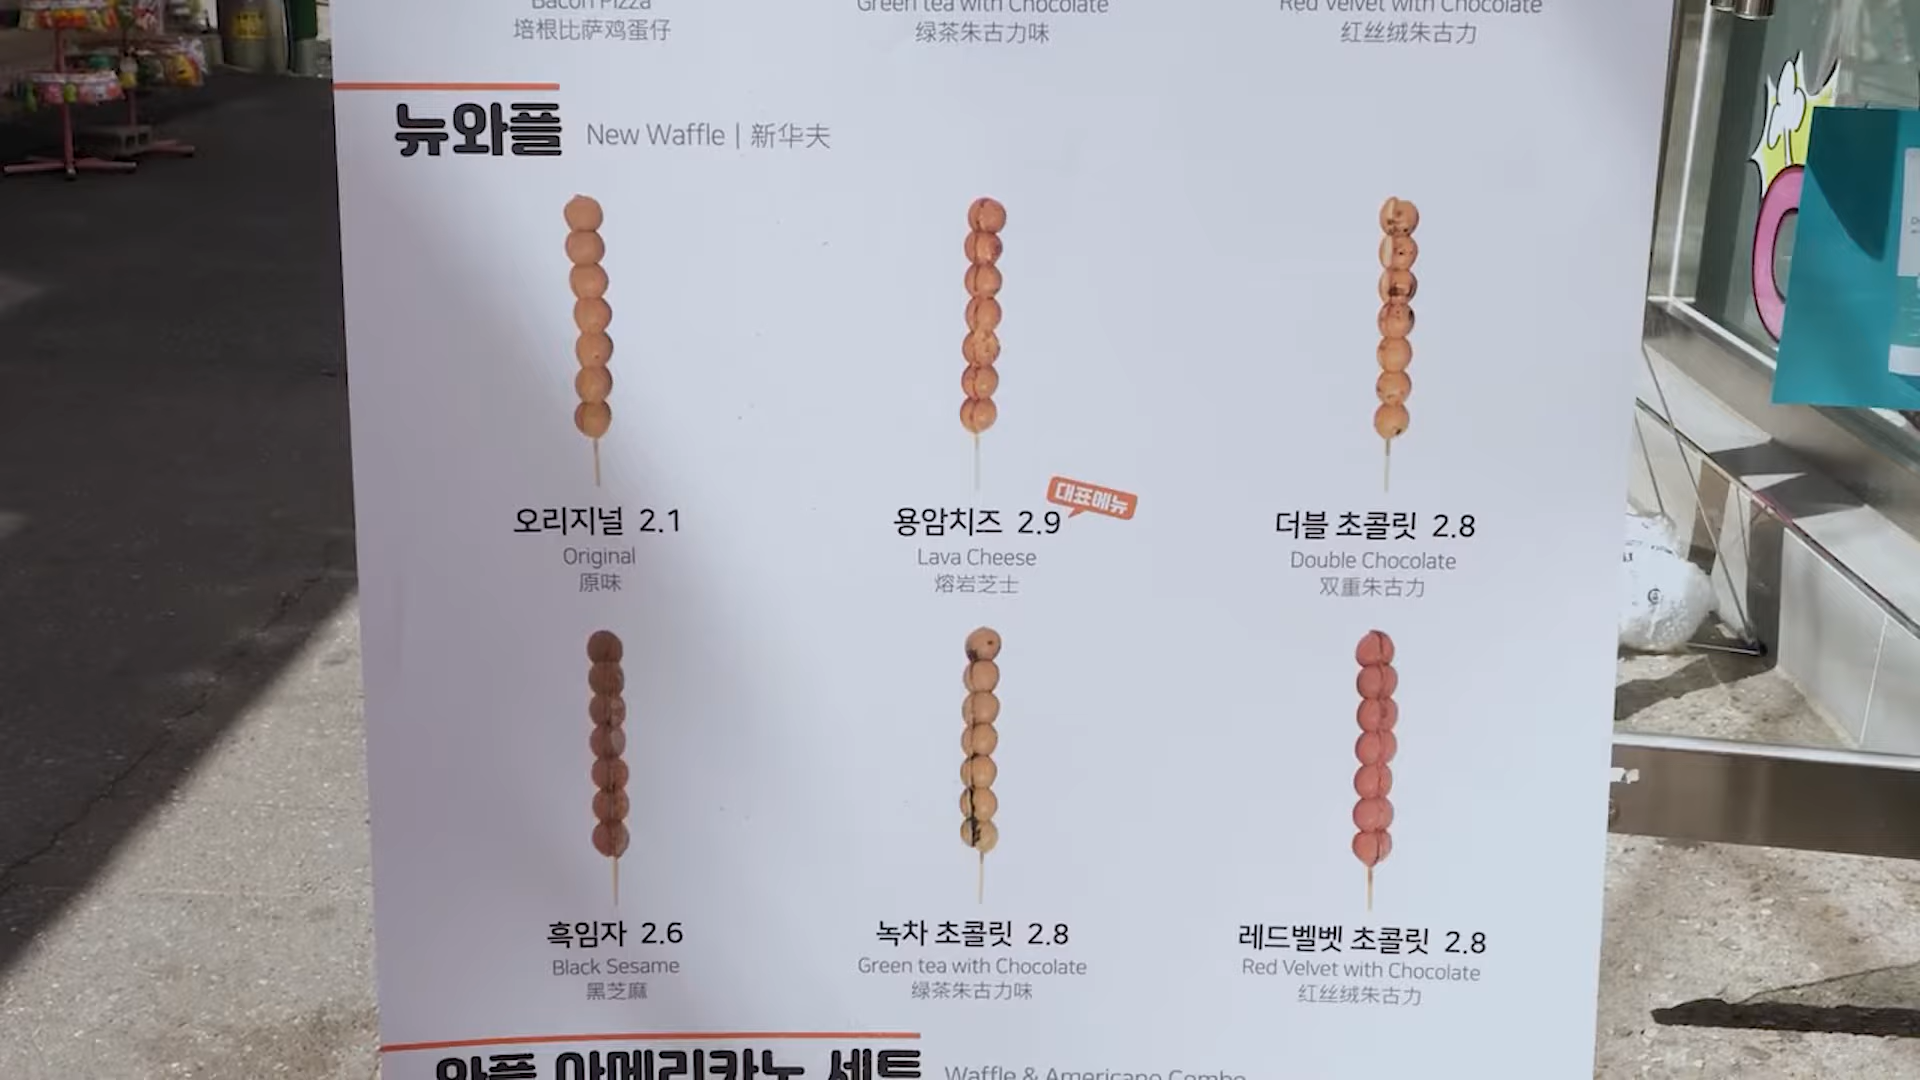 Bacon Pizza
Green tea with Chocolate
Red Velvet with Chocolate
培根比萨鸡蛋仔
绿茶朱古力味
红丝绒朱古力
뉴와플 New Waffle | 新华夫
대표메뉴
오리지널 2.1
Original
原味
용암치즈 2.9
Lava Cheese
熔岩芝士
더블 초콜릿 2.8
Double Chocolate
双重朱古力
흑임자 2.6
Black Sesame
黑芝麻
녹차 초콜릿 2.8
Green tea with Chocolate
绿茶朱古力味
레드벨벳 초콜릿 2.8
Red Velvet with Chocolate
红丝绒朱古力
와플 아메리카노 세트 Waffle & Americano Combo